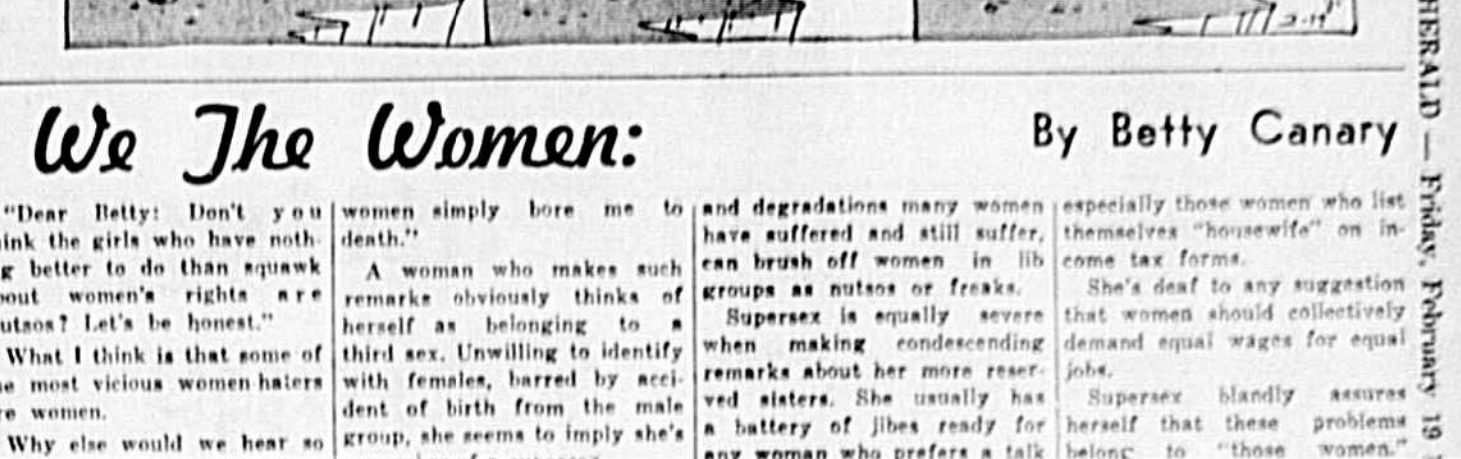 We The Women:
By Betty Canary
"Dear Betty: Don't you
ink the girls who have noth-
g better to do than squawk
out women's rights are
utsos? Let's be honest."
What I think is that some of
e most vicious women-haters
re women.
Why else would we hear so
women simply bore me to
death."
A woman who makes such
remarks obviously thinks of
herself as belonging to a
third sex. Unwilling to identify
with females, barred by acci-
dent of birth from the male
group, she seems to imply she's
and degradations many women
have suffered and still suffer,
can brush off women in lib
groups as nutsos or freaks.
Supersex is equally severe
when making condescending
remarks about her more reser-
ved sisters. She usually has
a battery of jibes ready for
any woman who prefers a talk
especially those women who list
themselves "housewife" on in-
come tax forms.
She's deaf to any suggestion
that women should collectively
demand equal wages for equal
jobs.
Supersex blandly assures
herself that these problems
belong to "those women."
HERALD — Friday, February 19